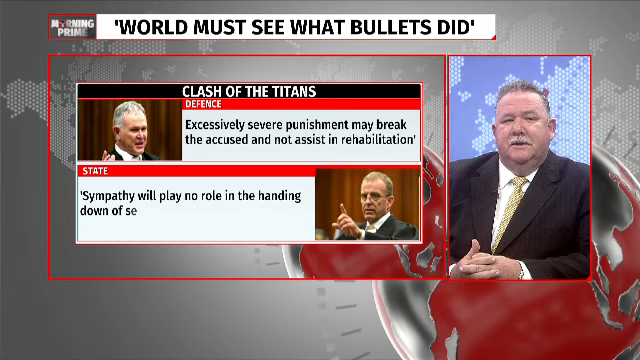 MORNING
PRIME
'WORLD MUST SEE WHAT BULLETS DID'
CLASH OF THE TITANS
DEFENCE
Excessively severe punishment may break
the accused and not assist in rehabilitation'
STATE
'Sympathy will play no role in the handing
down of se